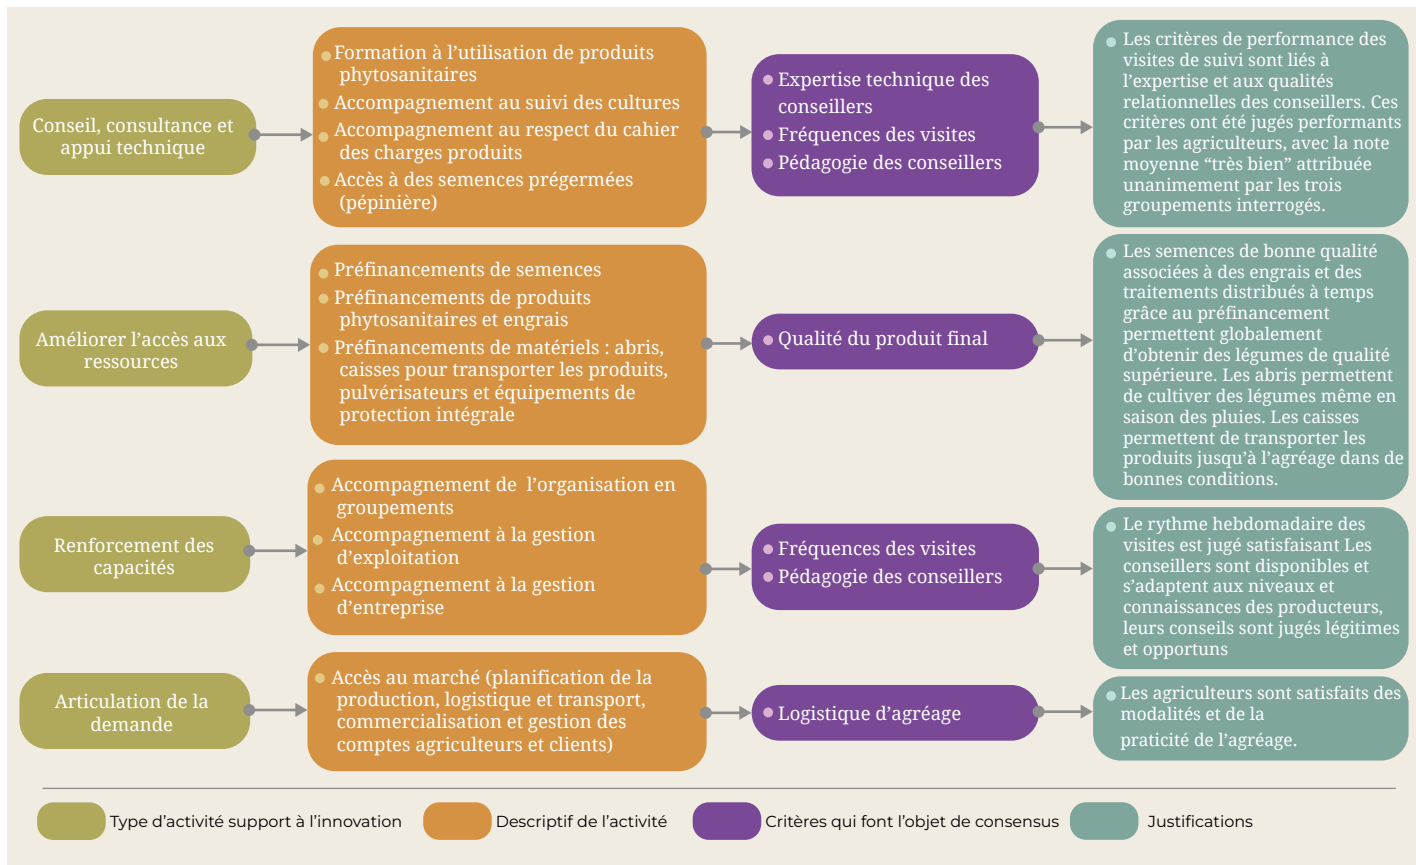 Conseil, consultance et
appui technique
Formation à l'utilisation de produits
phytosanitaires
Accompagnement au suivi des cultures
Accompagnement au respect du cahier
des charges produits
Accès à des semences prégermées
(pépinière)
Expertise technique des
conseillers
Fréquences des visites
Pédagogie des conseillers
Les critères de performance des
visites de suivi sont liés à
l'expertise et aux qualités
relationnelles des conseillers. Ces
critères ont été jugés performants
par les agriculteurs, avec la note
moyenne “très bien” attribuée
unanimement par les trois
groupements interrogés.
Améliorer l'accès aux
ressources
Préfinancements de semences
Préfinancements de produits
phytosanitaires et engrais
Préfinancements de matériels : abris,
caisses pour transporter les produits,
pulvérisateurs et équipements de
protection intégrale
Qualité du produit final
Les semences de bonne qualité
associées à des engrais et des
traitements distribués à temps
grâce au préfinancement
permettent globalement
d'obtenir des légumes de qualité
supérieure. Les abris permettent
de cultiver des légumes même en
saison des pluies. Les caisses
permettent de transporter les
produits jusqu'à l'agréage dans de
bonnes conditions.
Renforcement des
capacités
Accompagnement de l'organisation en
groupements
Accompagnement à la gestion
d'exploitation
Accompagnement à la gestion
d'entreprise
Fréquences des visites
Pédagogie des conseillers
Le rythme hebdomadaire des
visites est jugé satisfaisant Les
conseillers sont disponibles et
s'adaptent aux niveaux et
connaissances des producteurs,
leurs conseils sont jugés légitimes
et opportuns
Articulation de la
demande
Accès au marché (planification de la
production, logistique et transport,
commercialisation et gestion des
comptes agriculteurs et clients)
Logistique d'agréage
Les agriculteurs sont satisfaits des
modalités et de la
praticité de l'agréage.
Type d'activité support à l'innovation
Descriptif de l'activité
Critères qui font l'objet de consensus
Justifications